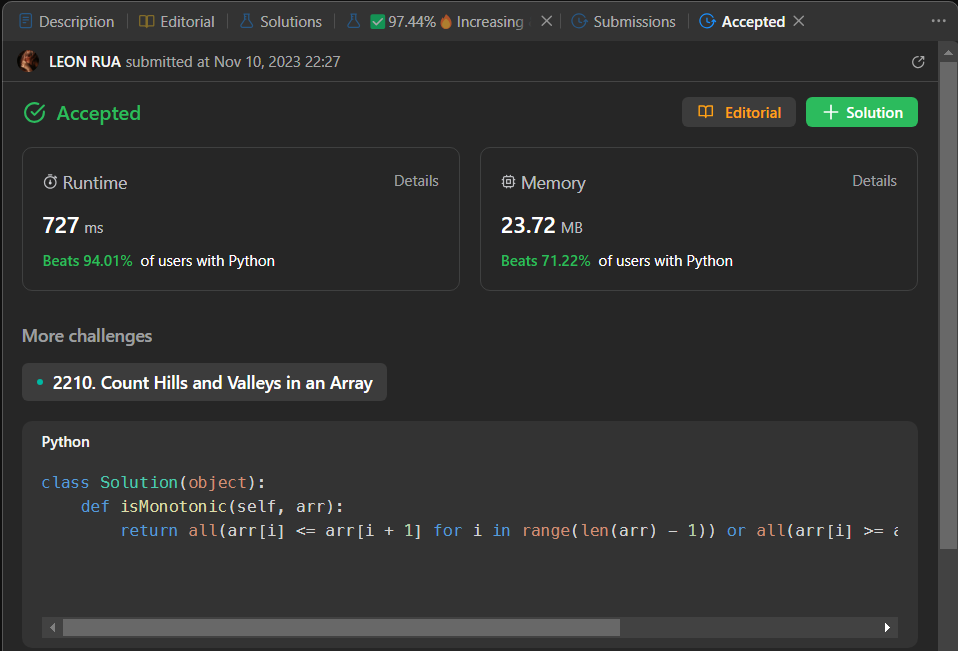 Description Editorial Solutions ✅97.44%🔥Increasing Submissions Accepted
LEON RUA submitted at Nov 10, 2023 22:27
Accepted
Editorial
+ Solution
Runtime Details
727 ms
Beats 94.01% of users with Python
Memory Details
23.72 MB
Beats 71.22% of users with Python
More challenges
• 2210. Count Hills and Valleys in an Array
Python
class Solution(object):
    def isMonotonic(self, arr):
        return all(arr[i] <= arr[i + 1] for i in range(len(arr) - 1)) or all(arr[i] >= a